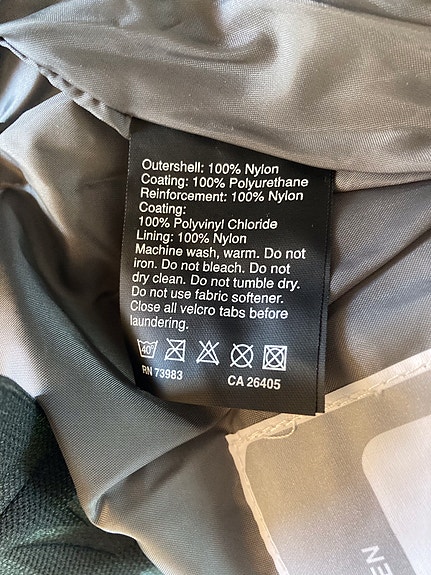 Outershell: 100% Nylon
Coating: 100% Polyurethane
Reinforcement: 100% Nylon
Coating:
100% Polyvinyl Chloride
Lining: 100% Nylon
Machine wash, warm. Do not
iron. Do not bleach. Do not
dry clean. Do not tumble dry.
Do not use fabric softener.
Close all velcro tabs before
laundering.
40°
RN 73983 CA 26405
EN